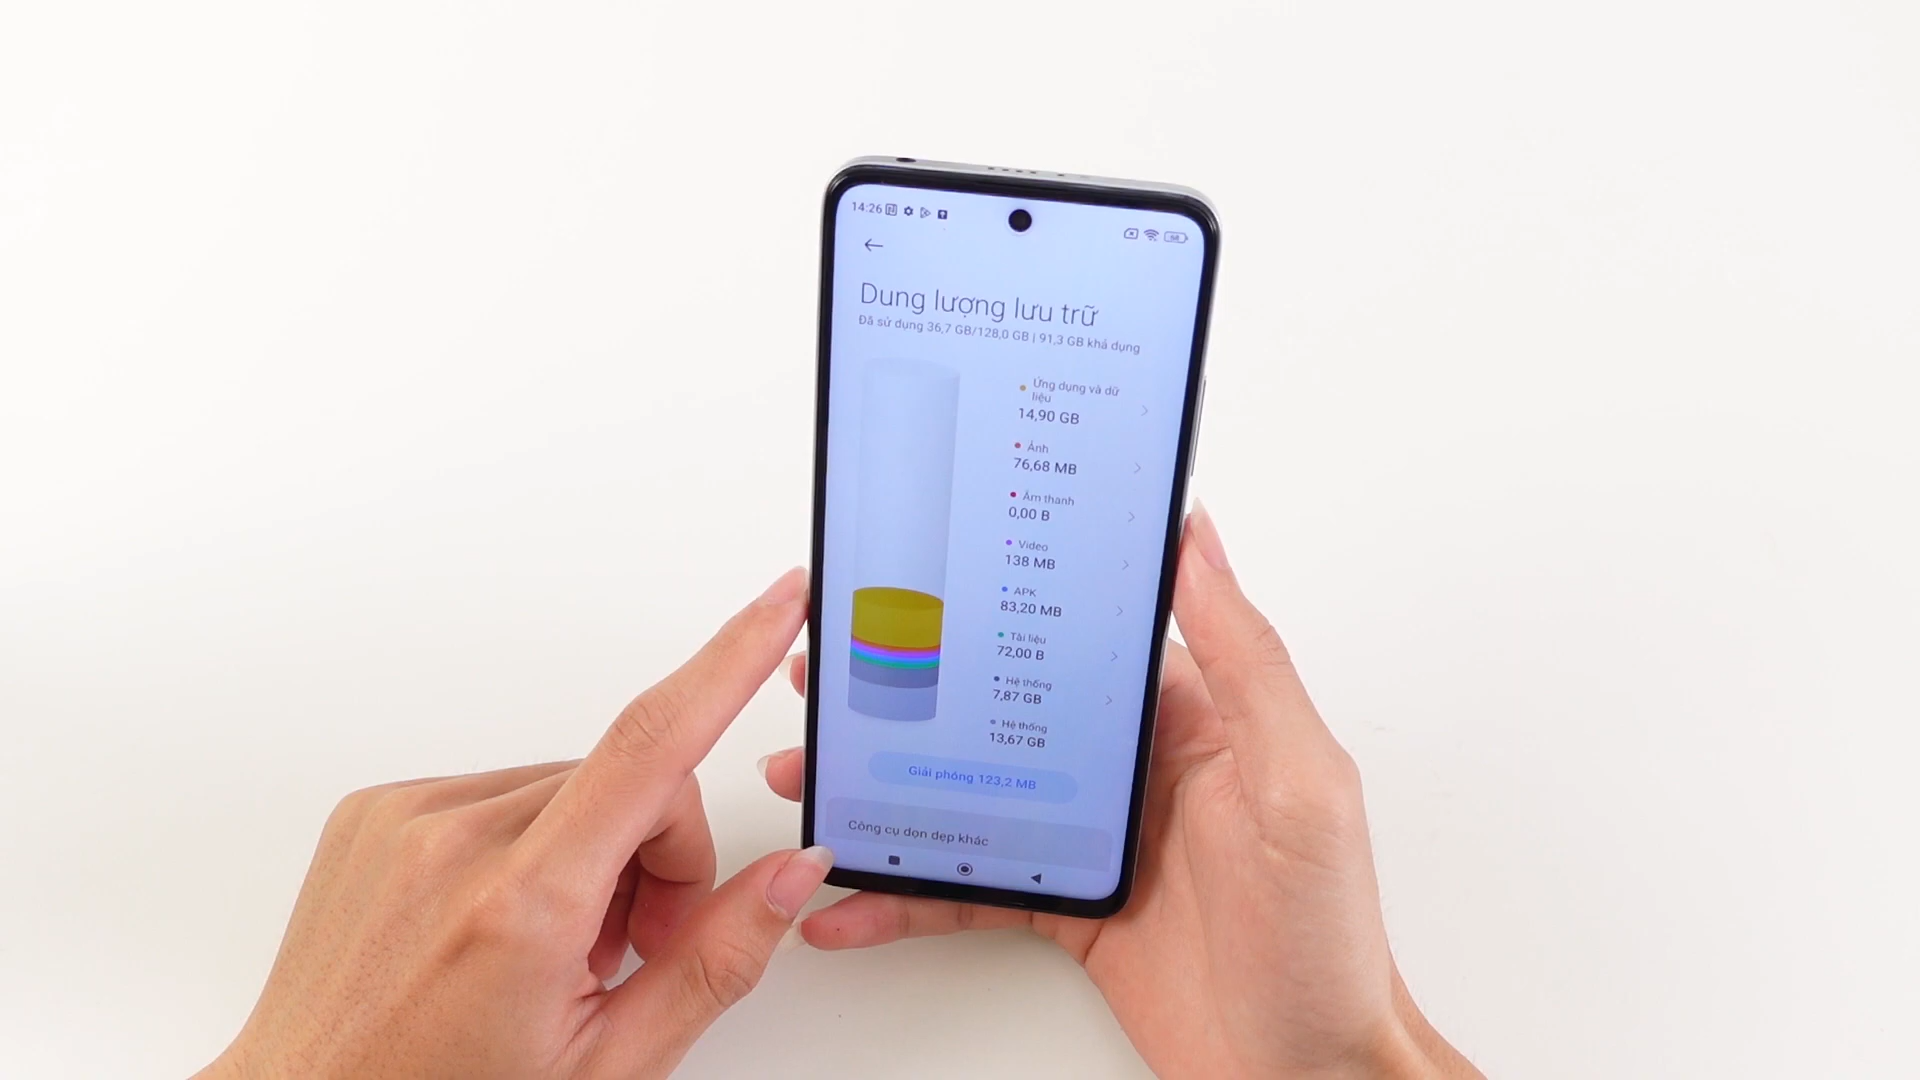 14:26
Dung lượng lưu trữ
Đã sử dụng 36,7 GB/128,0 GB | 91,3 GB khả dụng
Ứng dụng và dữ
liệu
14,90 GB
Ảnh
76,68 MB
Âm thanh
0,00 B
Video
138 MB
APK
83,20 MB
Tài liệu
72,00 B
Hệ thống
7,87 GB
Hệ thống
13,67 GB
Giải phóng 123,2 MB
Công cụ dọn dẹp khác